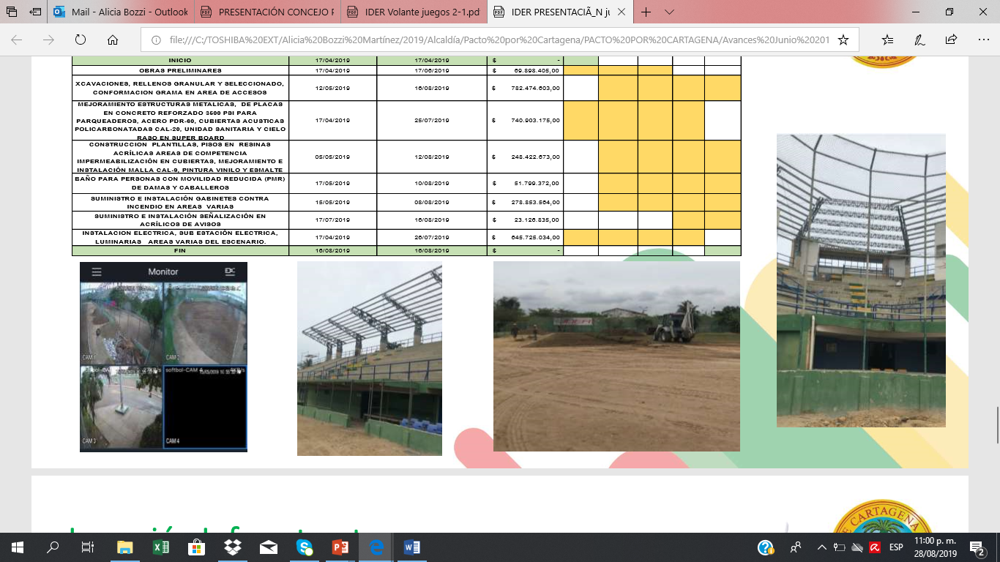 Mail - Alicia Bozzi - Outlook
PRESENTACIÓN CONCEJO F
IDER Volante juegos 2-1.pd
IDER PRESENTACIÃ_N ju
file:///C:/TOSHIBA%20EXT/Alicia%20Bozzi%20Martínez/2019/Alcaldía/Pacto%20por%20Cartagena/PACTO%20POR%20CARTAGENA/Avances%20Junio%20201
INICIO 17/04/2019 17/04/2019 $ -
OBRAS PRELIMINARES 17/04/2019 17/06/2019 $ 69.898.405,00
XCAVACIONES, RELLENOS GRANULAR Y SELECCIONADO,
CONFORMACION GRAMA EN AREA DE ACCESOS
12/05/2019 16/08/2019 $ 782.474.603,00
MEJORAMIENTO ESTRUCTURAS METALICAS, DE PLACAS
EN CONCRETO REFORZADO 3500 PSI PARA
PARQUEADEROS, ACERO PDR-60, CUBIERTAS ACUSTICAS
POLICARBONATADAS CAL-20, UNIDAD SANITARIA Y CIELO
RASO EN SUPER BOARD
17/04/2019 25/07/2019 $ 740.903.175,00
CONSTRUCCION PLANTILLAS, PISOS EN RESINAS
ACRÍLICAS AREAS DE COMPETENCIA
IMPERMEABILIZACIÓN EN CUBIERTAS, MEJORAMIENTO E
INSTALACIÓN MALLA CAL-9, PINTURA VINILO Y ESMALTE
05/05/2019 12/08/2019 $ 248.422.673,00
BAÑO PARA PERSONAS CON MOVILIDAD REDUCIDA (PMR)
DE DAMAS Y CABALLEROS
17/05/2019 10/08/2019 $ 51.799.372,00
SUMINISTRO E INSTALACIÓN GABINETES CONTRA
INCENDIO EN AREAS VARIAS
15/05/2019 08/08/2019 $ 278.853.564,00
SUMINISTRO E INSTALACIÓN SEÑALIZACIÓN EN
ACRÍLICOS DE AVISOS
17/07/2019 16/08/2019 $ 23.126.835,00
INSTALACION ELECTRICA, SUB ESTACIÓN ELECTRICA,
LUMINARIAS AREAS VARIAS DEL ESCENARIO.
17/04/2019 26/07/2019 $ 645.725.034,00
FIN 16/08/2019 16/08/2019 $ -
Monitor
CAM 1
CAM 2
softbol-CAM 4
CAM 3
CAM 4
DE CARTAGENA
ESP
11:00 p. m.
28/08/2019
2